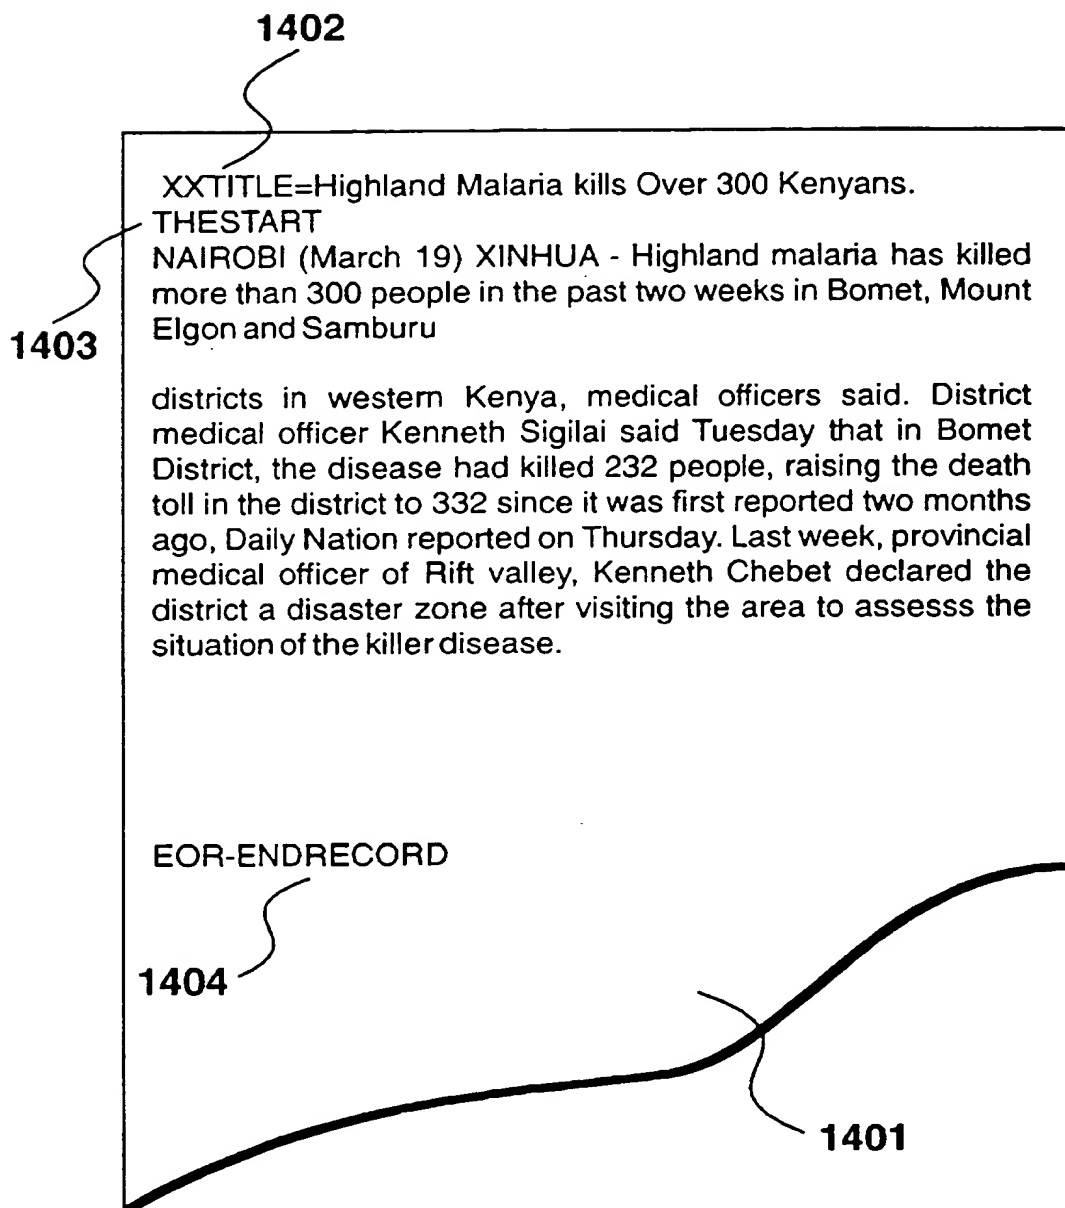 1402
XXTITLE=Highland Malaria kills Over 300 Kenyans.
THESTART
NAIROBI (March 19) XINHUA - Highland malaria has killed
more than 300 people in the past two weeks in Bomet, Mount
Elgon and Samburu
1403
districts in western Kenya, medical officers said. District
medical officer Kenneth Sigilai said Tuesday that in Bomet
District, the disease had killed 232 people, raising the death
toll in the district to 332 since it was first reported two months
ago, Daily Nation reported on Thursday. Last week, provincial
medical officer of Rift valley, Kenneth Chebet declared the
district a disaster zone after visiting the area to assesss the
situation of the killer disease.
EOR-ENDRECORD
1404
1401